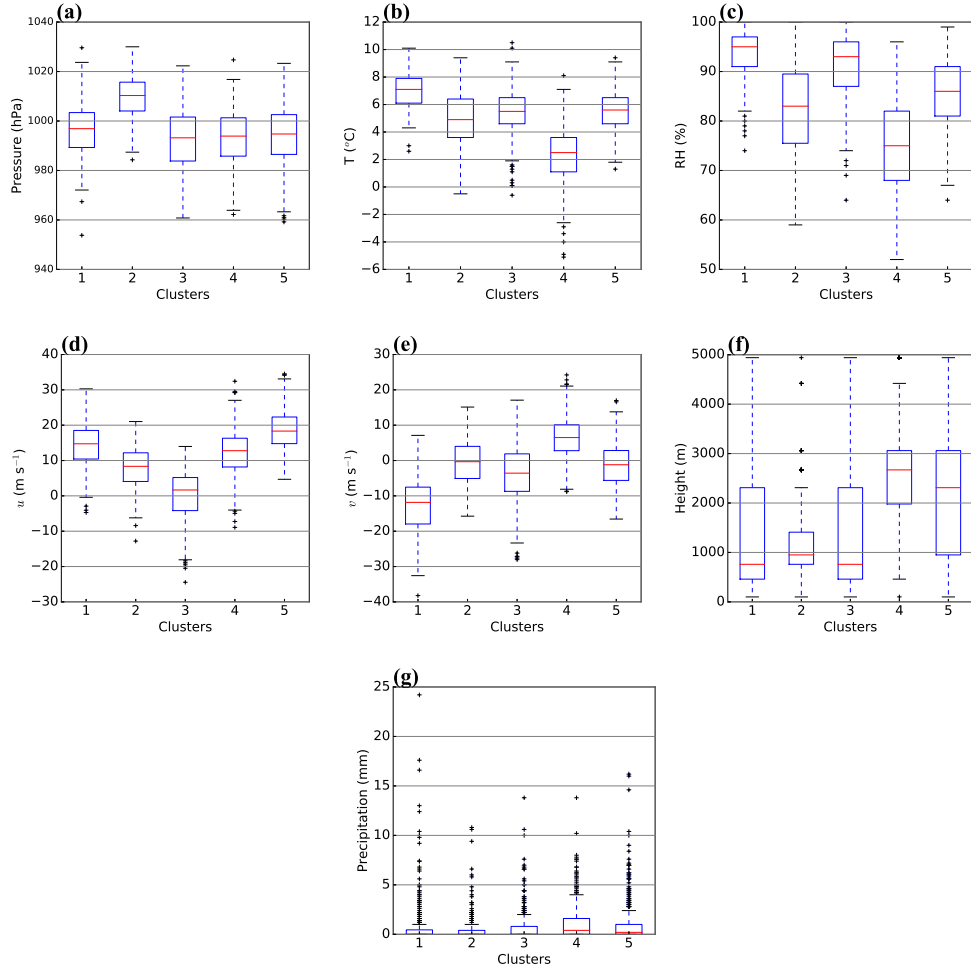 (a)
Pressure (hPa)
1040
1020
1000
980
960
940
1 2 3 4 5
Clusters
(b)
T (°C)
12
10
8
6
4
2
0
−2
−4
−6
1 2 3 4 5
Clusters
(c)
RH (%)
100
90
80
70
60
50
1 2 3 4 5
Clusters
(d)
u (m s⁻¹)
40
30
20
10
0
−10
−20
−30
1 2 3 4 5
Clusters
(e)
v (m s⁻¹)
30
20
10
0
−10
−20
−30
−40
1 2 3 4 5
Clusters
(f)
Height (m)
5000
4000
3000
2000
1000
0
1 2 3 4 5
Clusters
(g)
Precipitation (mm)
25
20
15
10
5
0
1 2 3 4 5
Clusters